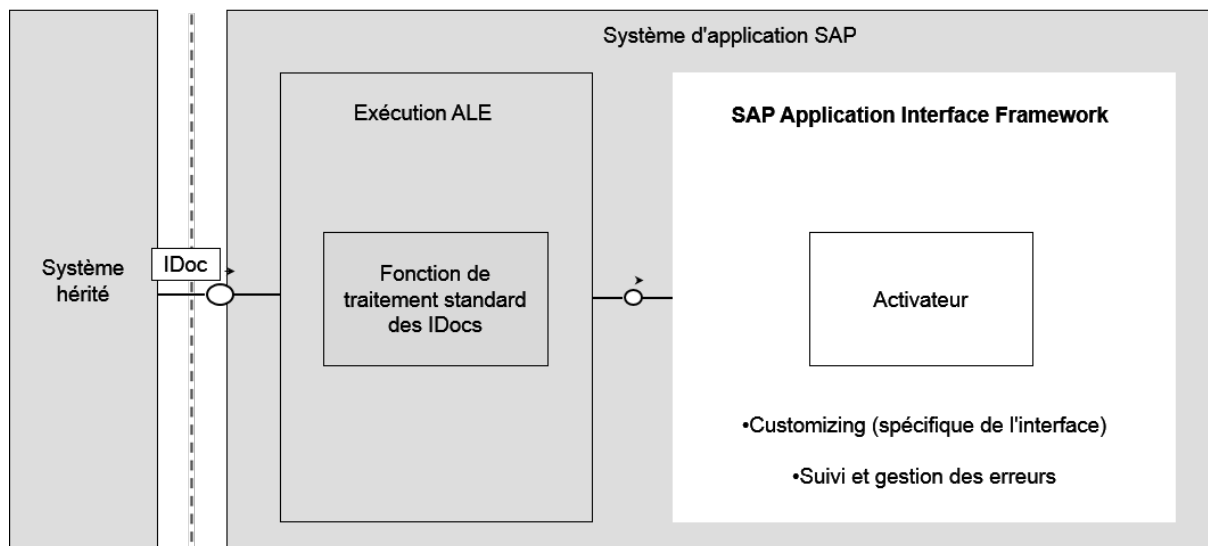 Système d'application SAP
Exécution ALE
SAP Application Interface Framework
IDoc
Système
hérité
Fonction de
traitement standard
des IDocs
Activateur
•Customizing (spécifique de l'interface)
•Suivi et gestion des erreurs